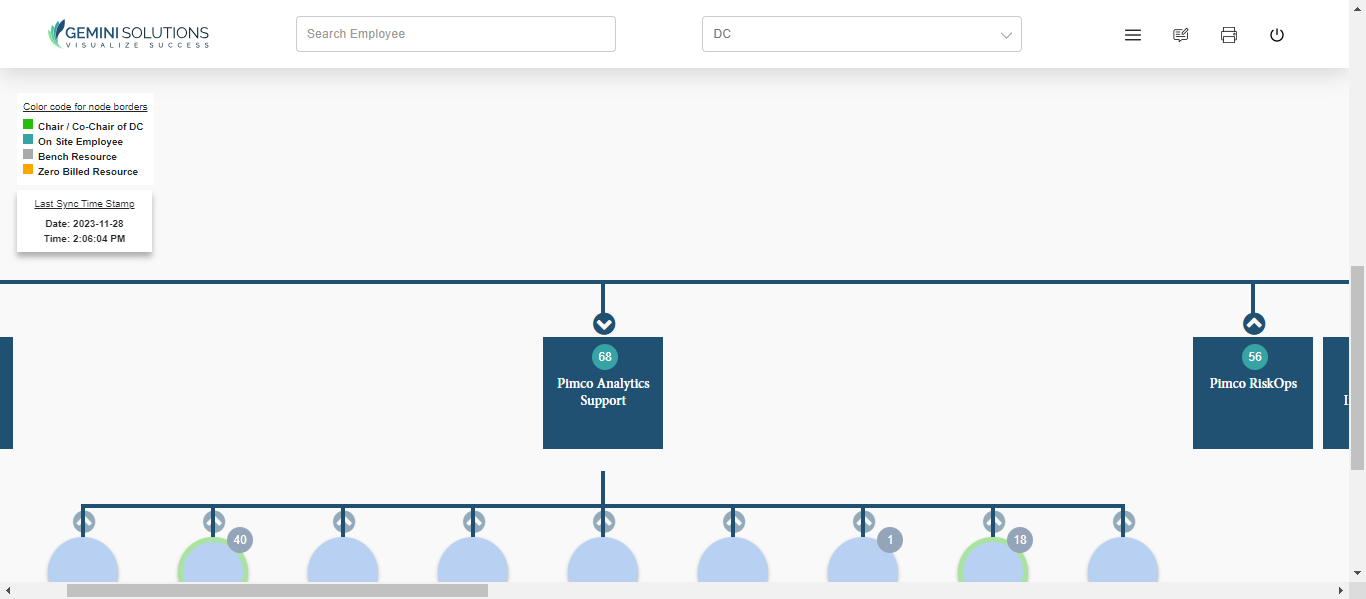 GEMINI SOLUTIONS
VISUALIZE SUCCESS
Search Employee
DC
Color code for node borders
Chair / Co-Chair of DC
On Site Employee
Bench Resource
Zero Billed Resource
Last Sync Time Stamp
Date: 2023-11-28
Time: 2:06:04 PM
68
Pimco Analytics
Support
56
Pimco RiskOps
40
1
18